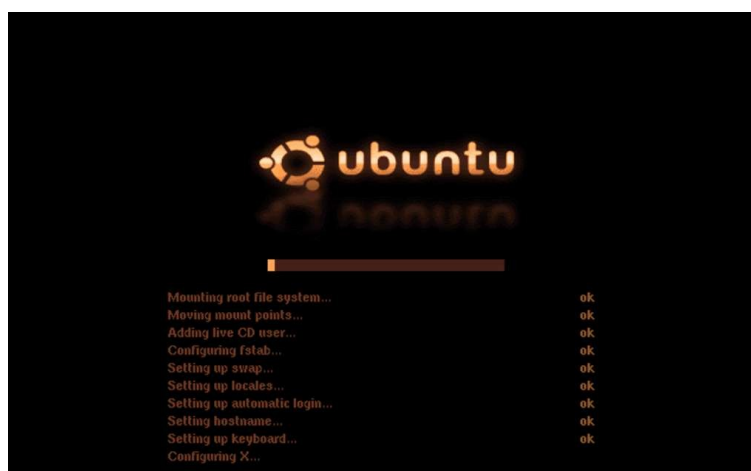 ubuntu
Mounting root file system... ok
Moving mount points... ok
Adding live CD user... ok
Configuring fstab... ok
Setting up swap... ok
Setting up locales... ok
Setting up automatic login... ok
Setting hostname... ok
Setting up keyboard... ok
Configuring X...